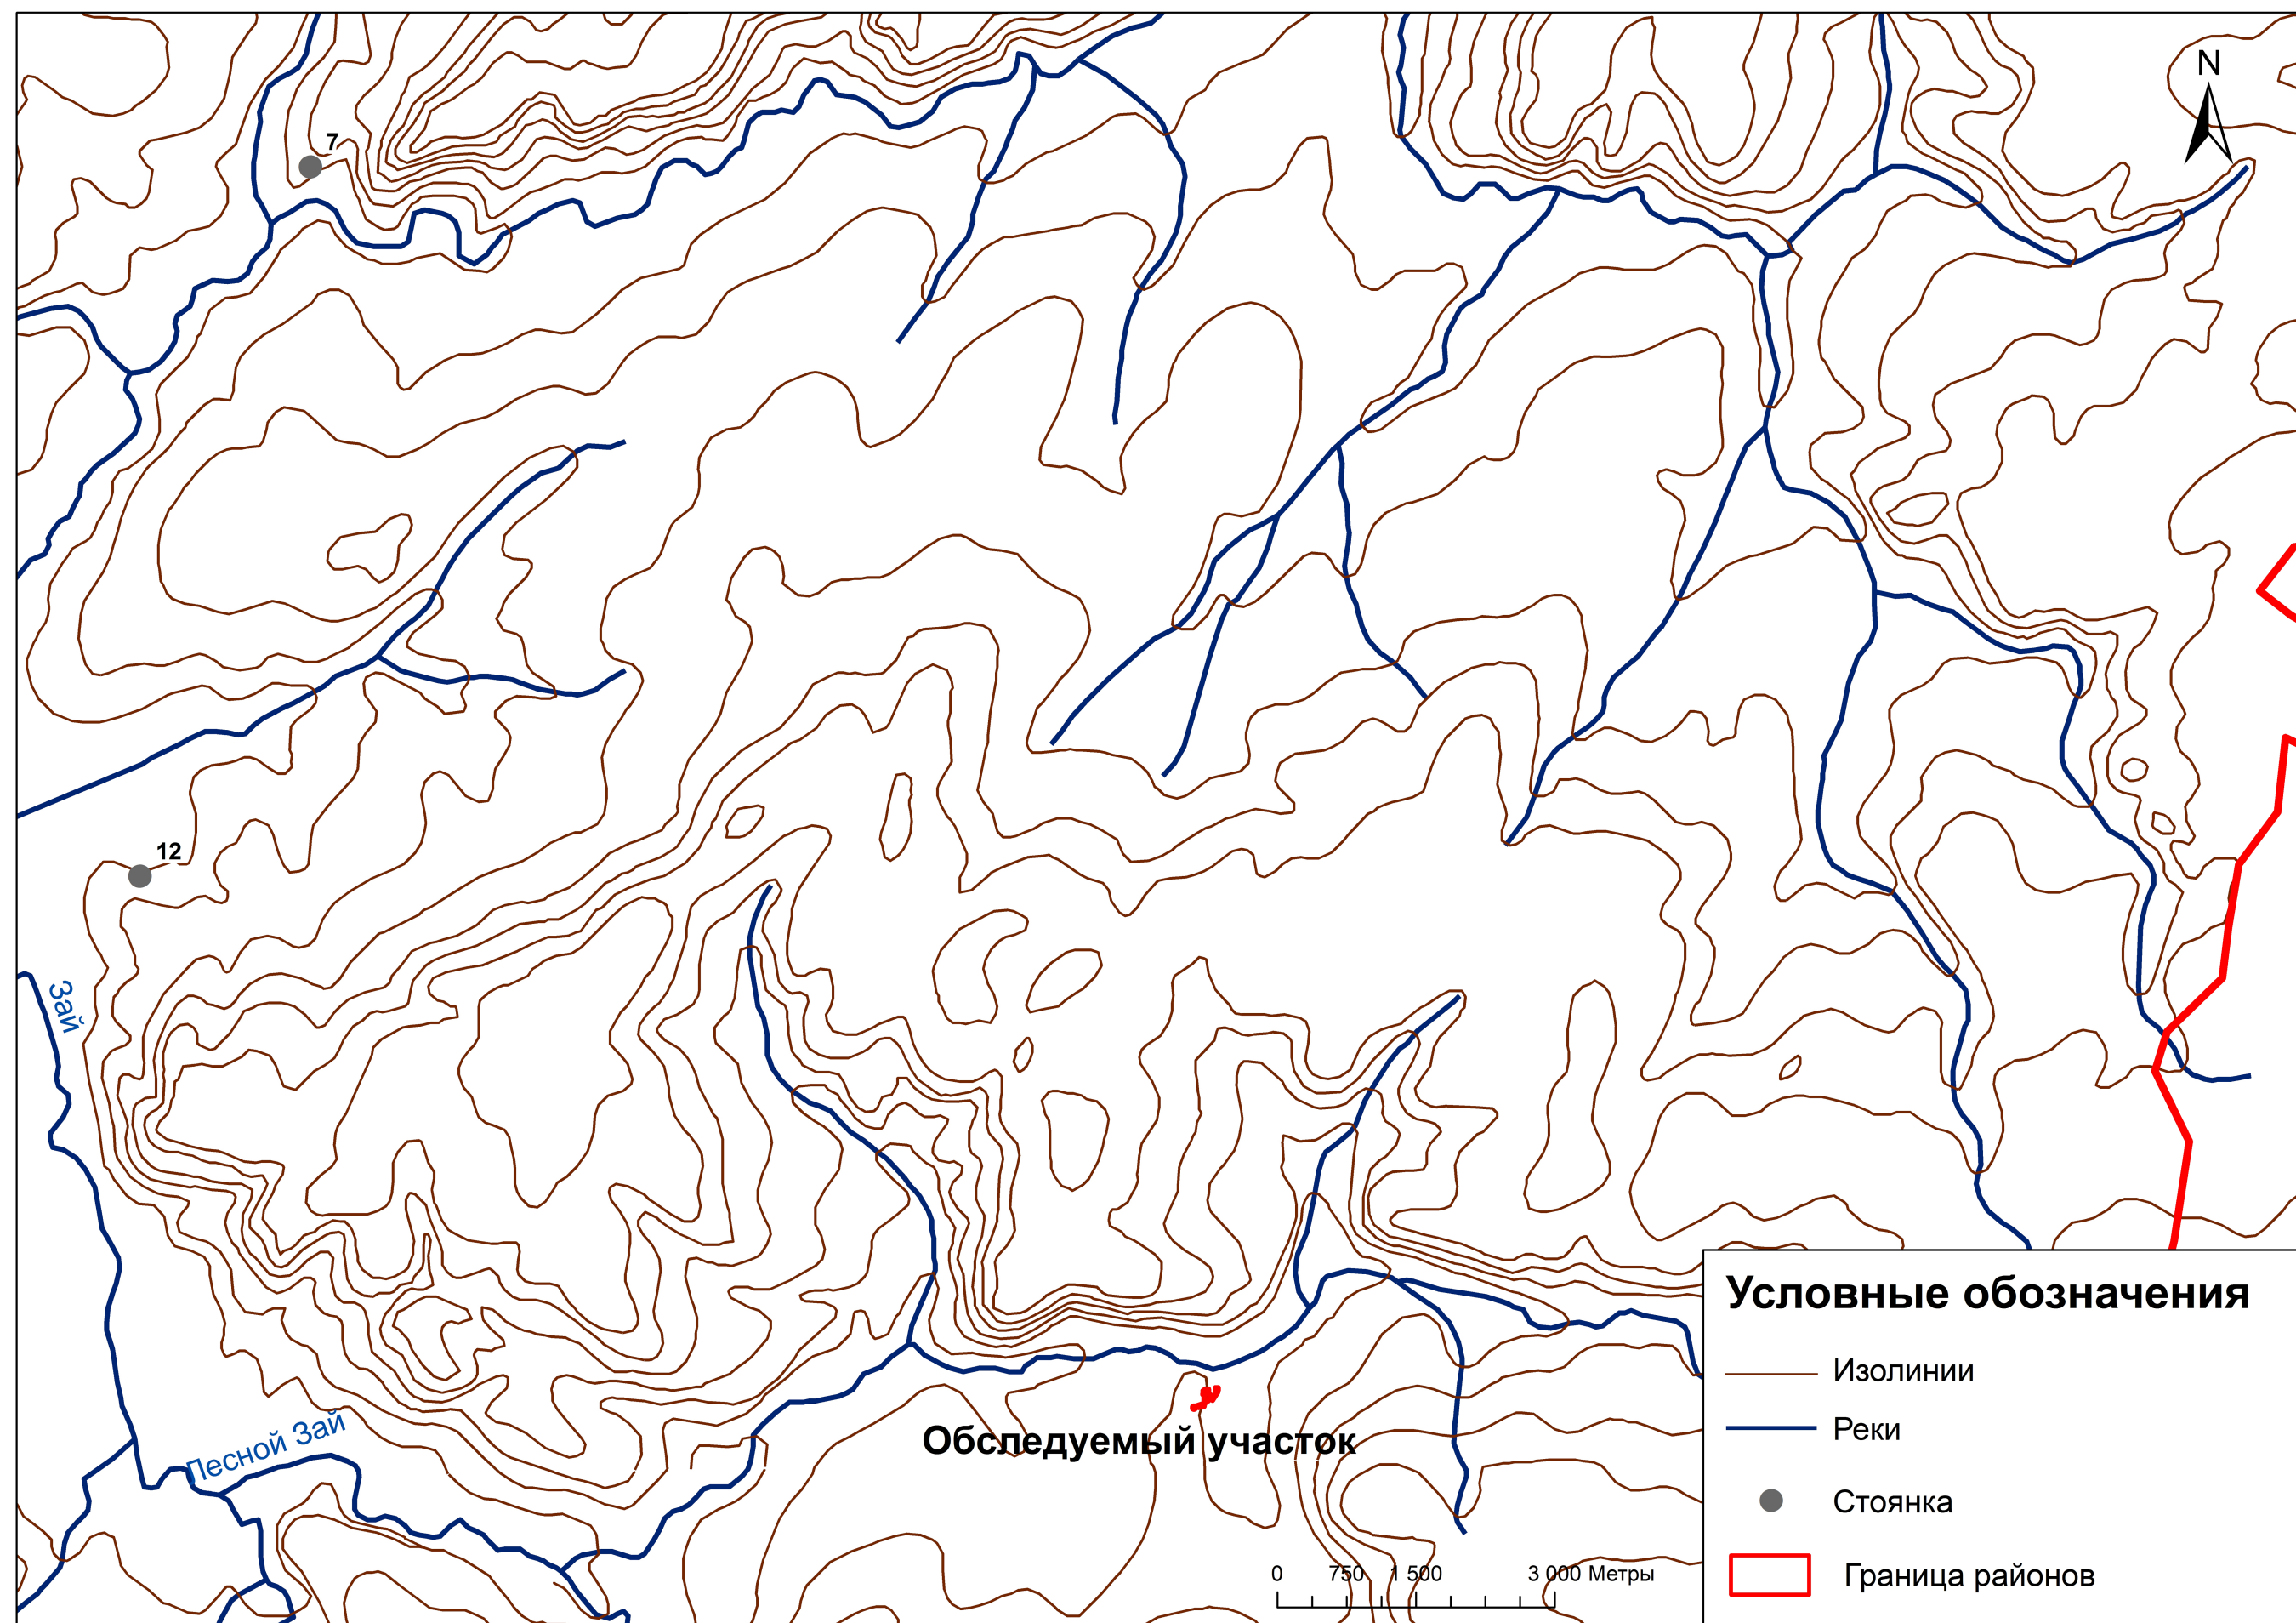 N
7
12
Зай
Лесной Зай
Обследуемый участок
0 750 1 500 3 000 Метры
Условные обозначения
Изолинии
Реки
Стоянка
Граница районов